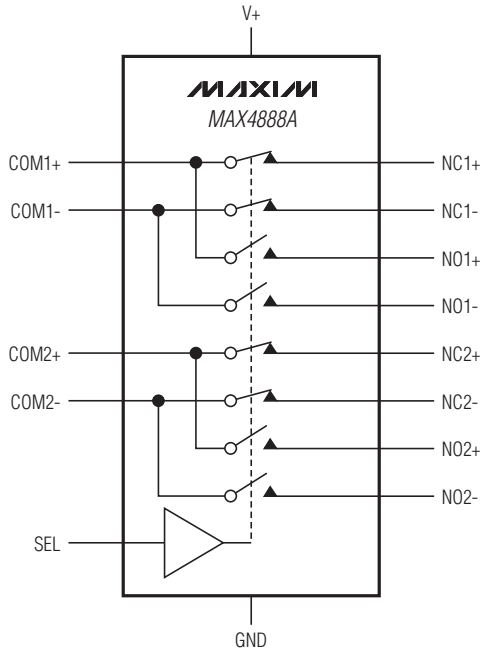 V+
MAXIM
MAX4888A
COM1+ NC1+
COM1- NC1-
NO1+
NO1-
COM2+ NC2+
COM2- NC2-
NO2+
NO2-
SEL
GND